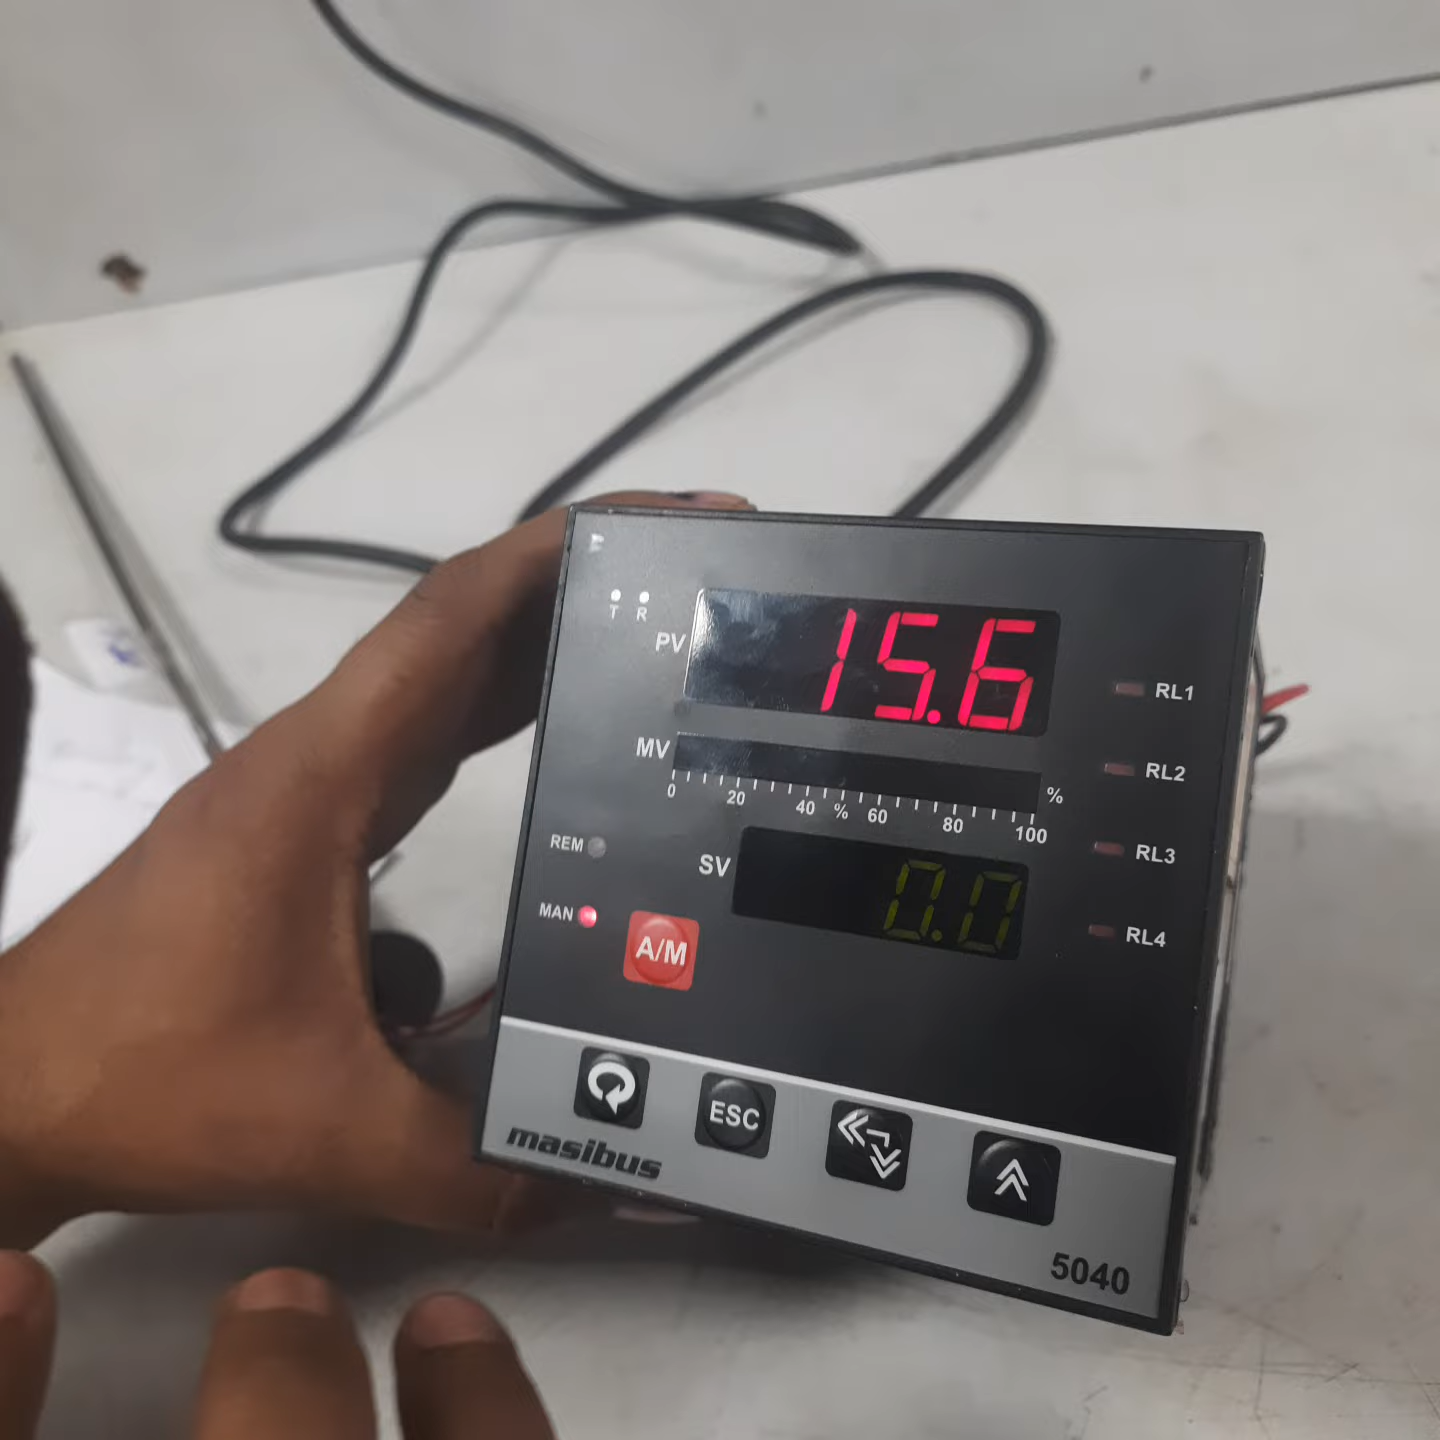 T R
PV 15.6
RL1
MV
%
0 20 40 % 60 80 100
RL2
REM
SV 0.0
RL3
MAN
A/M
RL4
ESC
masibus
5040